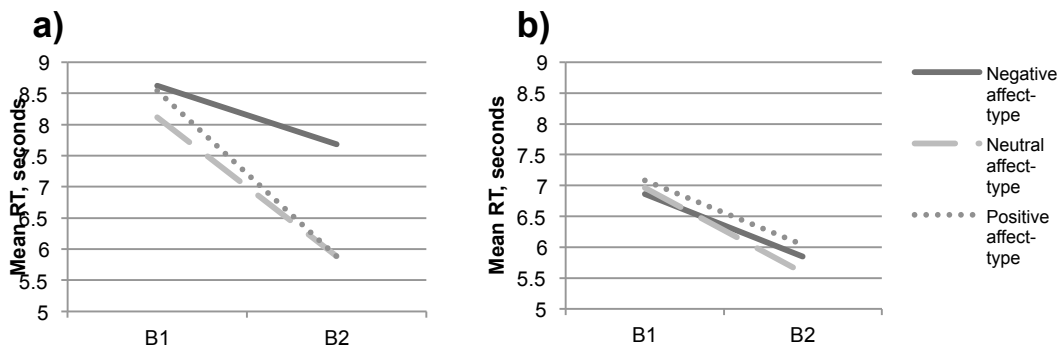 a)
Mean RT, seconds
9
8.5
8
7.5
7
6.5
6
5.5
5
B1 B2
b)
Mean RT, seconds
9
8.5
8
7.5
7
6.5
6
5.5
5
B1 B2
Negative
affect-
type
Neutral
affect-
type
Positive
affect-
type